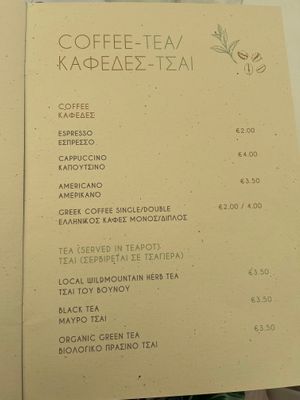 COFFEE-TEA/
ΚΑΦΕΔΕΣ-ΤΣΑΙ
COFFEE
ΚΑΦΕΔΕΣ
ESPRESSO €2.00
ΕΣΠΡΕΣΣΟ
CAPPUCCINO €4.00
ΚΑΠΟΥΤΣΙΝΟ
AMERICANO €3.50
ΑΜΕΡΙΚΑΝΟ
GREEK COFFEE SINGLE/DOUBLE €2.00 / 4.00
ΕΛΛΗΝΙΚΟΣ ΚΑΦΕΣ ΜΟΝΟΣ/ΔΙΠΛΟΣ
TEA (SERVED IN TEAPOT)
ΤΣΑΙ (ΣΕΡΒΙΡΕΤΑΙ ΣΕ ΤΣΑΓΙΕΡΑ)
LOCAL WILDMOUNTAIN HERB TEA €3.50
ΤΣΑΙ ΤΟΥ ΒΟΥΝΟΥ
BLACK TEA €3.50
ΜΑΥΡΟ ΤΣΑΙ
ORGANIC GREEN TEA €3.50
ΒΙΟΛΟΓΙΚΟ ΠΡΑΣΙΝΟ ΤΣΑΙ